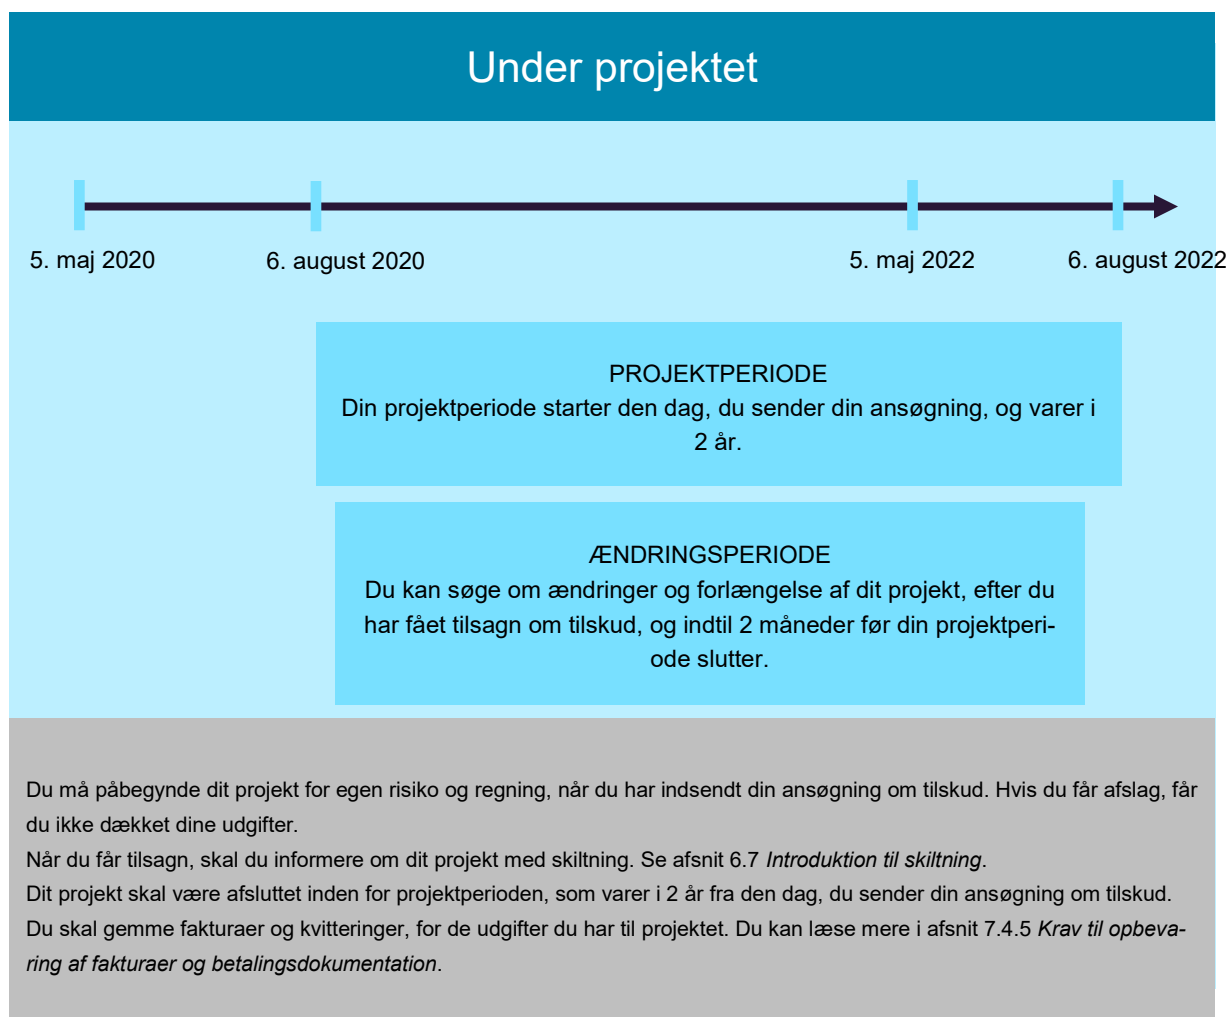 Under projektet
5. maj 2020
6. august 2020
5. maj 2022
6. august 2022
PROJEKTPERIODE
Din projektperiode starter den dag, du sender din ansøgning, og varer i
2 år.
ÆNDRINGSPERIODE
Du kan søge om ændringer og forlængelse af dit projekt, efter du
har fået tilsagn om tilskud, og indtil 2 måneder før din projektperi-
ode slutter.
Du må påbegynde dit projekt for egen risiko og regning, når du har indsendt din ansøgning om tilskud. Hvis du får afslag, får
du ikke dækket dine udgifter.
Når du får tilsagn, skal du informere om dit projekt med skiltning. Se afsnit 6.7 Introduktion til skiltning.
Dit projekt skal være afsluttet inden for projektperioden, som varer i 2 år fra den dag, du sender din ansøgning om tilskud.
Du skal gemme fakturaer og kvitteringer, for de udgifter du har til projektet. Du kan læse mere i afsnit 7.4.5 Krav til opbeva-
ring af fakturaer og betalingsdokumentation.